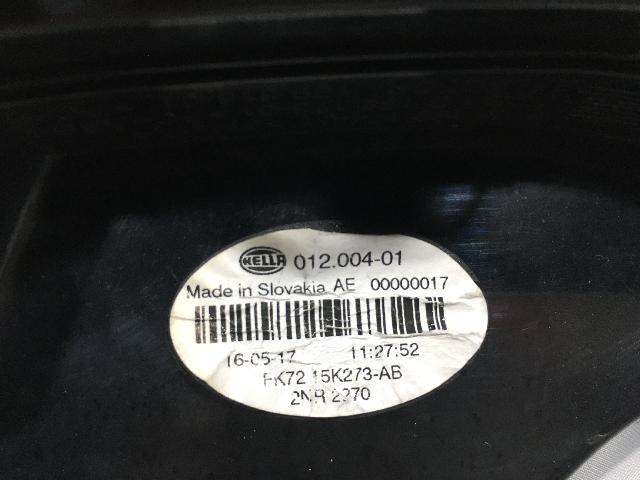 HELLA 012.004-01
Made in Slovakia AE 00000017
16-05-17 11:27:52
FK72 15K273-AB
2NR 2270